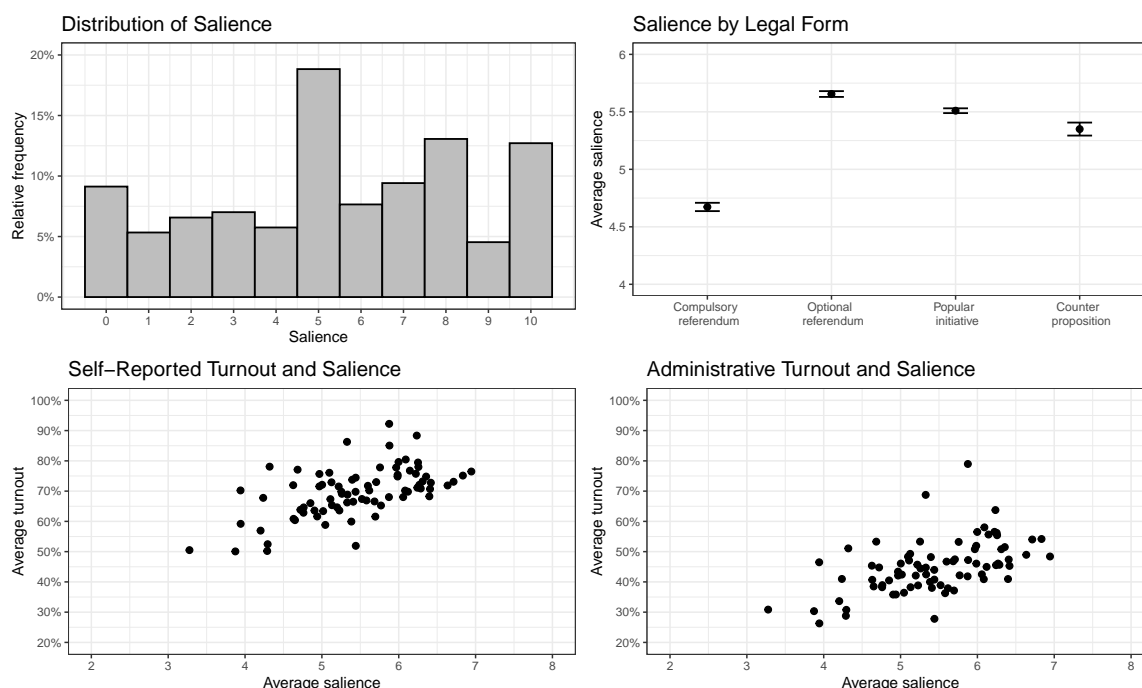 Distribution of Salience
20%
15%
10%
5%
0%
Relative frequency
0 1 2 3 4 5 6 7 8 9 10
Salience
Salience by Legal Form
6
5.5
5
4.5
4
Average salience
Compulsory referendum
Optional referendum
Popular initiative
Counter proposition
Self−Reported Turnout and Salience
100%
90%
80%
70%
60%
50%
40%
30%
20%
Average turnout
2 3 4 5 6 7 8
Average salience
Administrative Turnout and Salience
100%
90%
80%
70%
60%
50%
40%
30%
20%
Average turnout
2 3 4 5 6 7 8
Average salience